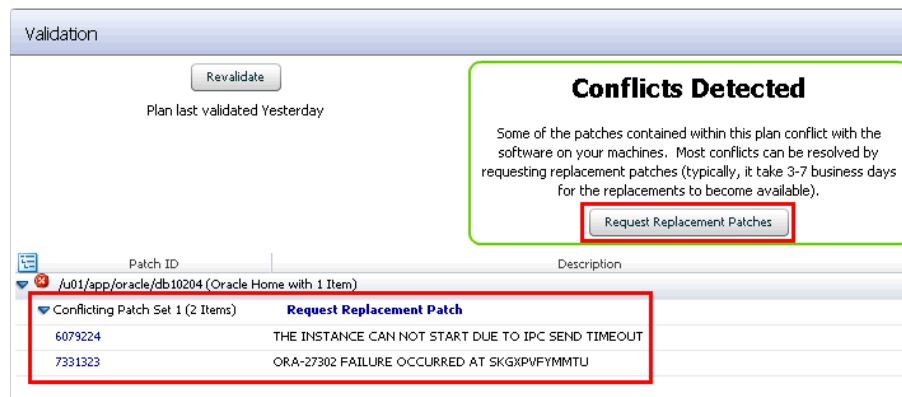 Validation
Revalidate
Plan last validated Yesterday
Conflicts Detected
Some of the patches contained within this plan conflict with the
software on your machines. Most conflicts can be resolved by
requesting replacement patches (typically, it take 3-7 business days
for the replacements to become available).
Request Replacement Patches
Patch ID Description
/u01/app/oracle/db10204 (Oracle Home with 1 Item)
Conflicting Patch Set 1 (2 Items) Request Replacement Patch
6079224 THE INSTANCE CAN NOT START DUE TO IPC SEND TIMEOUT
7331323 ORA-27302 FAILURE OCCURRED AT SKGXPVFYMMTU